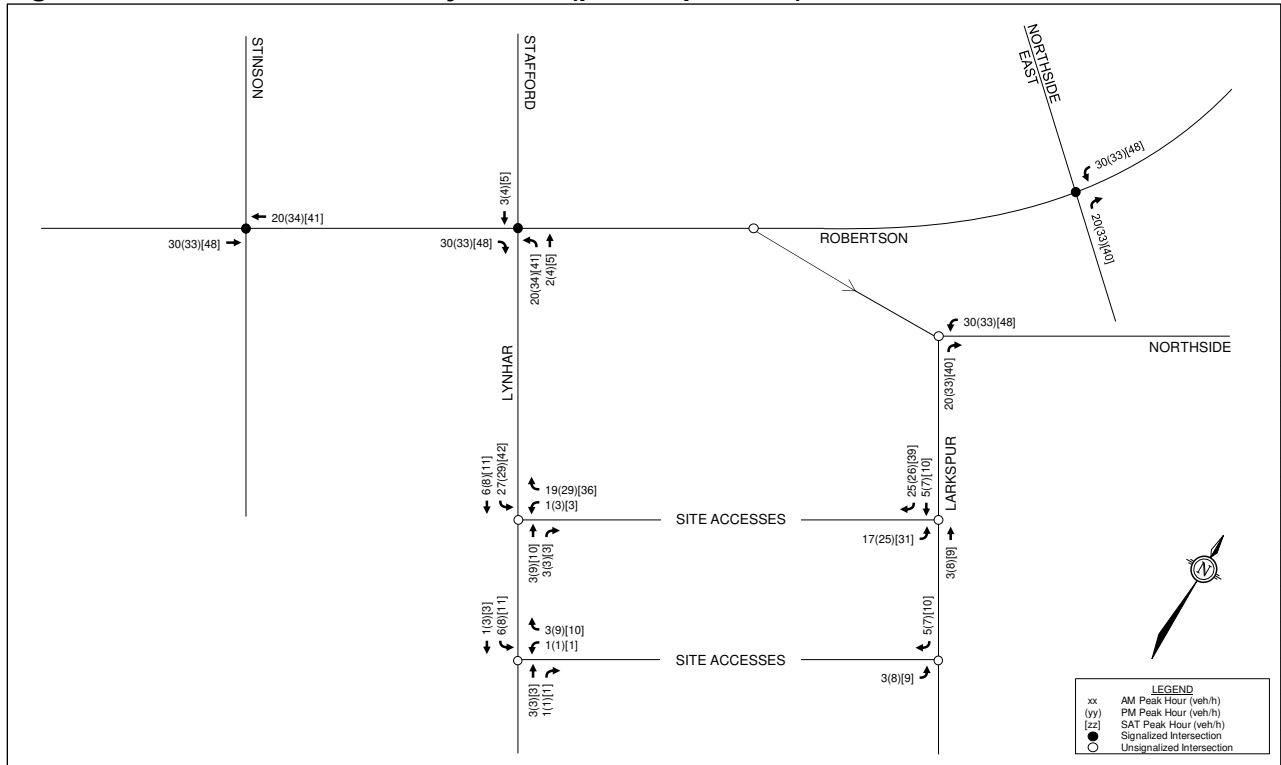 STINSON
STAFFORD
NORTHSIDE
EAST
30(33)[48]
20(33)[40]
3(4)[5]
20(34)[41]
30(33)[48]
30(33)[48]
20(34)[41]
2(4)[5]
ROBERTSON
30(33)[48]
NORTHSIDE
20(33)[40]
LYNHAR
LARKSPUR
6(8)[11]
27(29)[42]
19(29)[36]
1(3)[3]
SITE ACCESSES
25(26)[39]
5(7)[10]
17(25)[31]
3(8)[9]
3(9)[10]
3(3)[3]
1(3)[3]
6(8)[11]
3(9)[10]
1(1)[1]
SITE ACCESSES
5(7)[10]
3(8)[9]
3(3)[3]
1(1)[1]
N
LEGEND
xx AM Peak Hour (veh/h)
(yy) PM Peak Hour (veh/h)
[zz] SAT Peak Hour (veh/h)
Signalized Intersection
Unsignalized Intersection